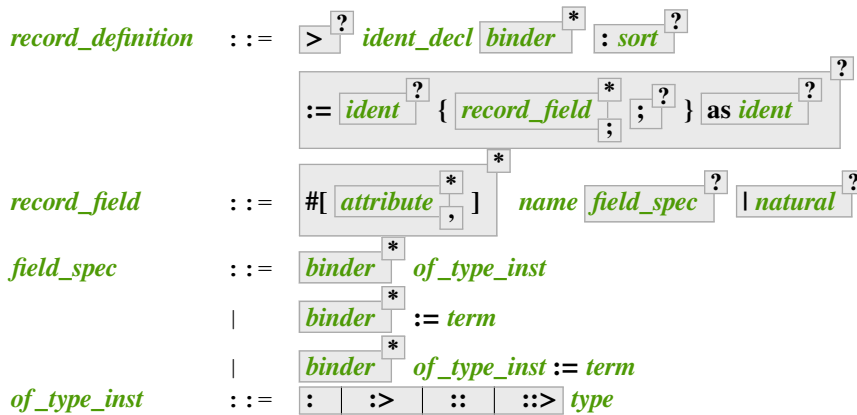 record_definition ::= > ? ident_decl binder * : sort ?
:= ident ? { record_field * ; ; ? } as ident ? ?
record_field ::= #[ attribute * , ] * name field_spec ? | natural ?
field_spec ::= binder * of_type_inst
| binder * := term
| binder * of_type_inst := term
of_type_inst ::= : | :> | :: | ::> type